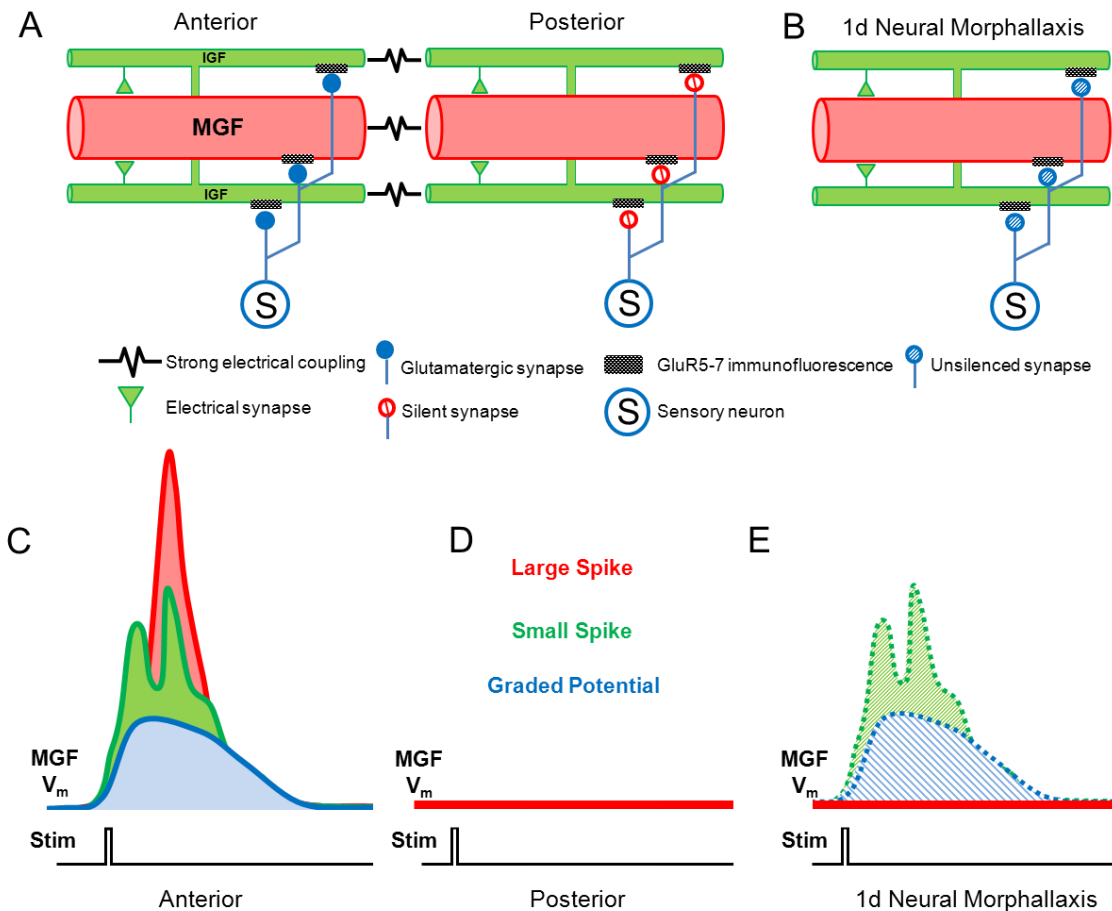 A
Anterior
Posterior
B
1d Neural Morphallaxis
IGF
MGF
IGF
S
S
S
Strong electrical coupling
Glutamatergic synapse
GluR5-7 immunofluorescence
Unsilenced synapse
Electrical synapse
Silent synapse
S
Sensory neuron
C
D
E
Large Spike
Small Spike
Graded Potential
MGF
Vm
MGF
Vm
MGF
Vm
Stim
Stim
Stim
Anterior
Posterior
1d Neural Morphallaxis